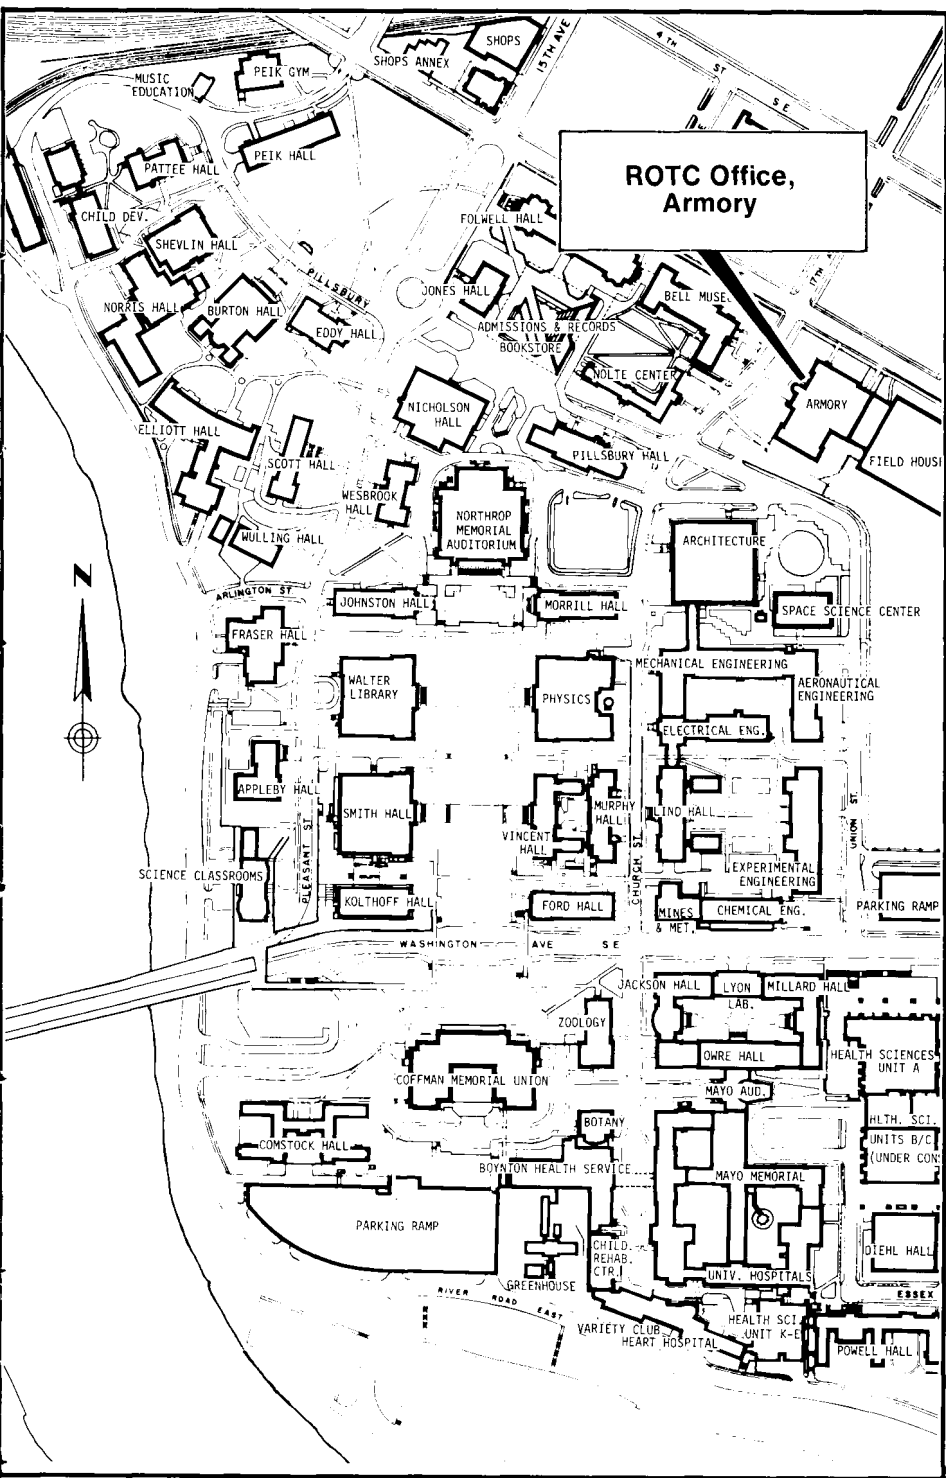 SHOPS
15TH AVE
4TH
ST
SE
SHOPS ANNEX
PEIK GYM
MUSIC
EDUCATION
PEIK HALL
PATTEE HALL
ROTC Office,
Armory
CHILD DEV.
FOLWELL HALL
SHEVLIN HALL
17TH
PILLSBURY
JONES HALL
BELL MUSE
NORRIS HALL
BURTON HALL
EDDY HALL
ADMISSIONS & RECORDS
BOOKSTORE
NOLTE CENTER
NICHOLSON
HALL
ARMORY
ELLIOTT HALL
SCOTT HALL
PILLSBURY HALL
FIELD HOUS
WESBROOK
HALL
NORTHROP
MEMORIAL
AUDITORIUM
WULLING HALL
ARCHITECTURE
N
ARLINGTON ST.
JOHNSTON HALL
MORRILL HALL
SPACE SCIENCE CENTER
FRASER HALL
MECHANICAL ENGINEERING
WALTER
LIBRARY
PHYSICS
AERONAUTICAL
ENGINEERING
ELECTRICAL ENG.
APPLEBY HALL
SMITH HALL
MURPHY
HALL
LIND HALL
VINCENT
HALL
UNION ST.
PLEASANT ST.
CHURCH ST.
SCIENCE CLASSROOMS
EXPERIMENTAL
ENGINEERING
KOLTHOFF HALL
FORD HALL
MINES
& MET.
CHEMICAL ENG.
PARKING RAMP
WASHINGTON AVE SE
JACKSON HALL
LYON
LAB.
MILLARD HALL
ZOOLOGY
OWRE HALL
HEALTH SCIENCES
UNIT A
COFFMAN MEMORIAL UNION
MAYO AUD.
BOTANY
HLTH. SCI.
UNITS B/C
(UNDER CON
COMSTOCK HALL
BOYNTON HEALTH SERVICE
MAYO MEMORIAL
PARKING RAMP
CHILD.
REHAB.
CTR.
DIEHL HALL
GREENHOUSE
UNIV. HOSPITALS
ESSEX
RIVER ROAD EAST
VARIETY CLUB
HEART HOSPITAL
HEALTH SCI.
UNIT K-E
POWELL HALL